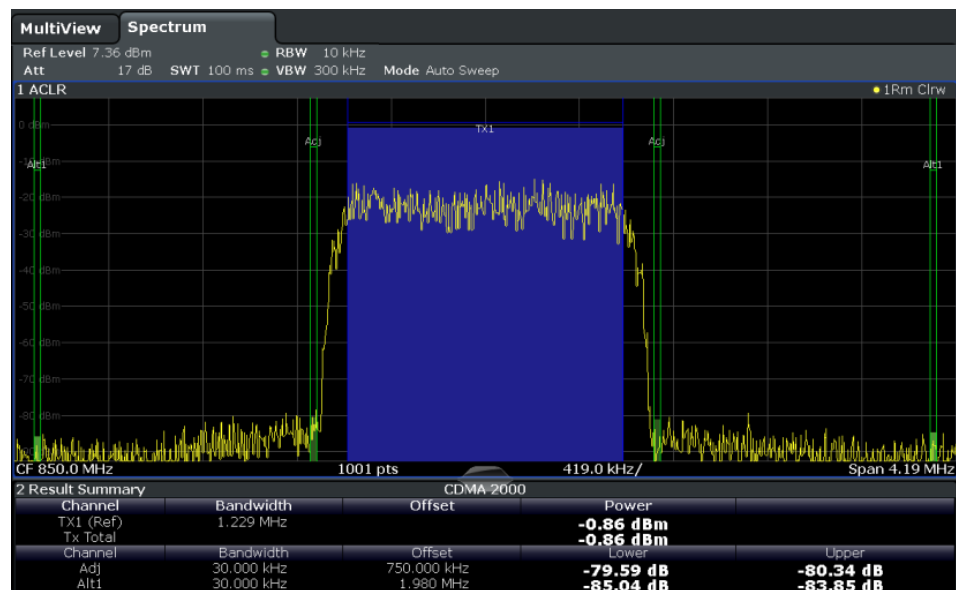 MultiView Spectrum
Ref Level 7.36 dBm RBW 10 kHz
Att 17 dB SWT 100 ms VBW 300 kHz Mode Auto Sweep
1 ACLR 1Rm Clrw
0 dBm
TX1
Adj Adj
-10 dBm
Alt1 Alt1
-20 dBm
-30 dBm
-40 dBm
-50 dBm
-60 dBm
-70 dBm
-80 dBm
CF 850.0 MHz 1001 pts 419.0 kHz/ Span 4.19 MHz
2 Result Summary CDMA 2000
Channel Bandwidth Offset Power
TX1 (Ref) 1.229 MHz -0.86 dBm
Tx Total -0.86 dBm
Channel Bandwidth Offset Lower Upper
Adj 30.000 kHz 750.000 kHz -79.59 dB -80.34 dB
Alt1 30.000 kHz 1.980 MHz -85.04 dB -83.85 dB